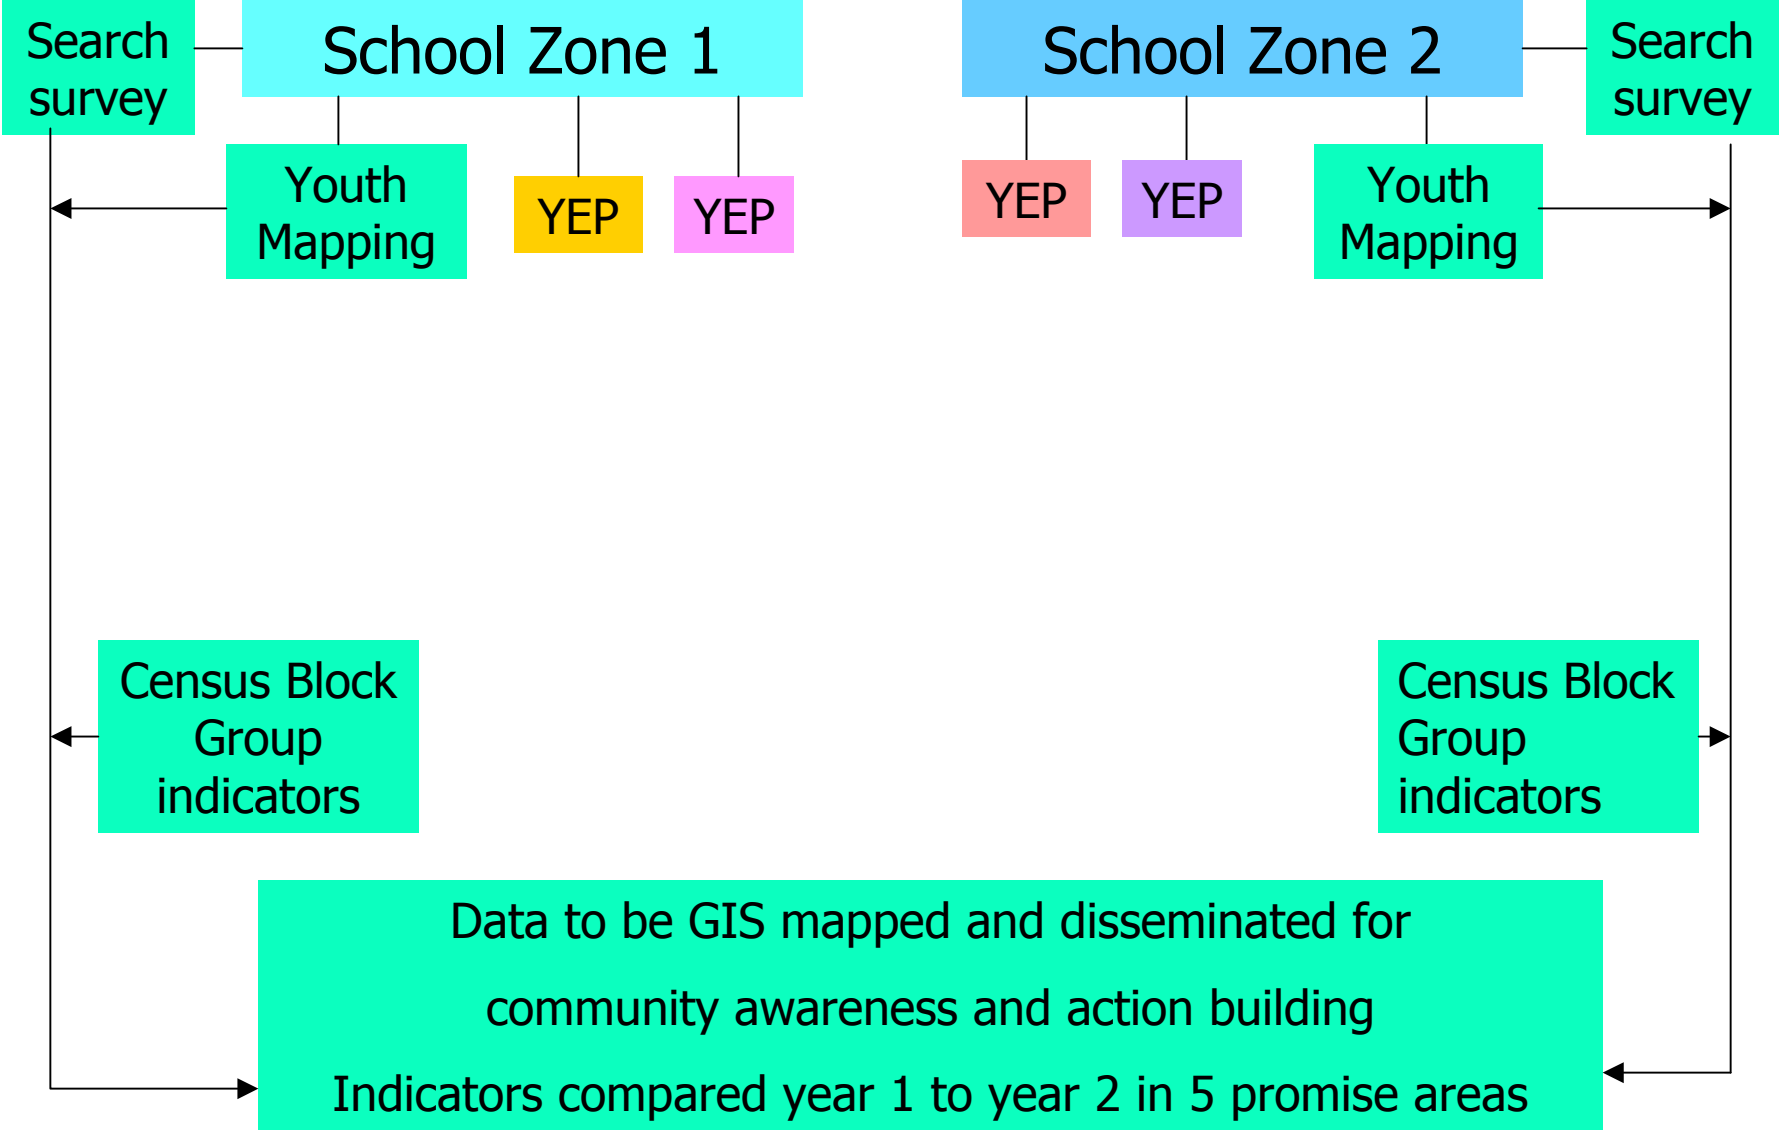 Search
survey
School Zone 1
School Zone 2
Search
survey
Youth
Mapping
YEP
YEP
YEP
YEP
Youth
Mapping
Census Block
Group
indicators
Census Block
Group
indicators
Data to be GIS mapped and disseminated for
community awareness and action building
Indicators compared year 1 to year 2 in 5 promise areas